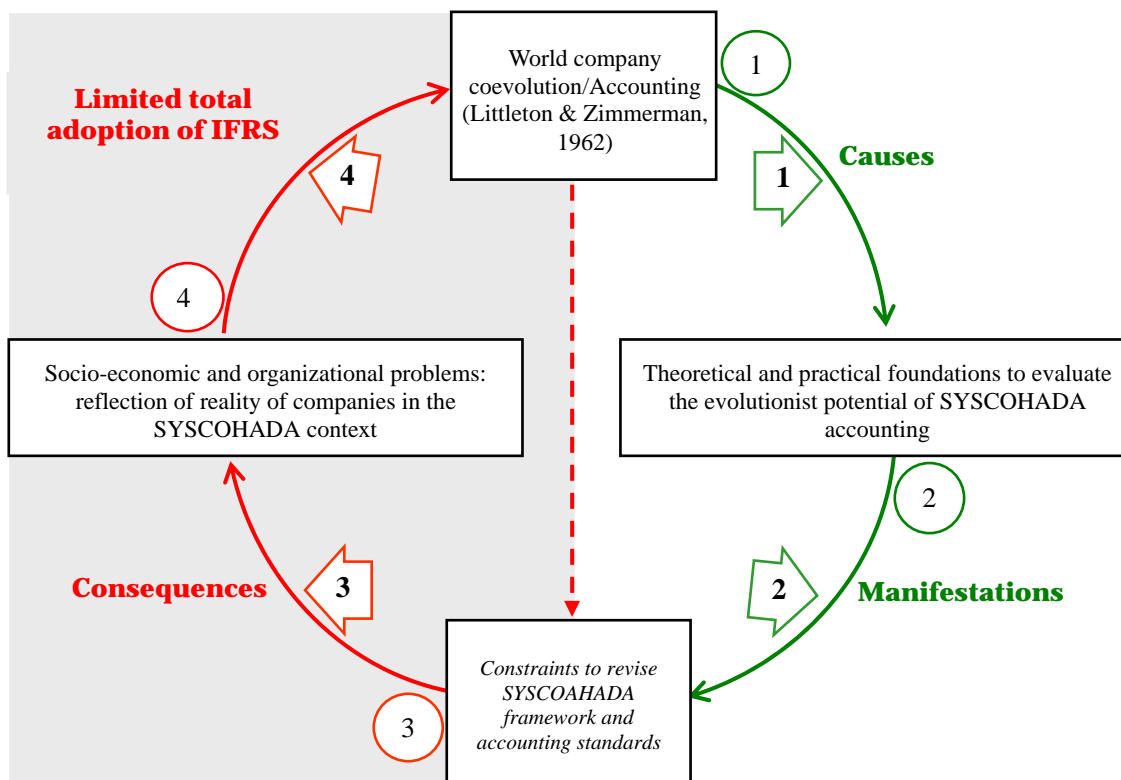 World company
coevolution/Accounting
(Littleton & Zimmerman,
1962)
1
Limited total
adoption of IFRS
4
1
Causes
4
Socio-economic and organizational problems:
reflection of reality of companies in the
SYSCOHADA context
Theoretical and practical foundations to evaluate
the evolutionist potential of SYSCOHADA
accounting
2
Consequences
3
2
Manifestations
Constraints to revise
SYSCOAHADA
framework and
accounting standards
3